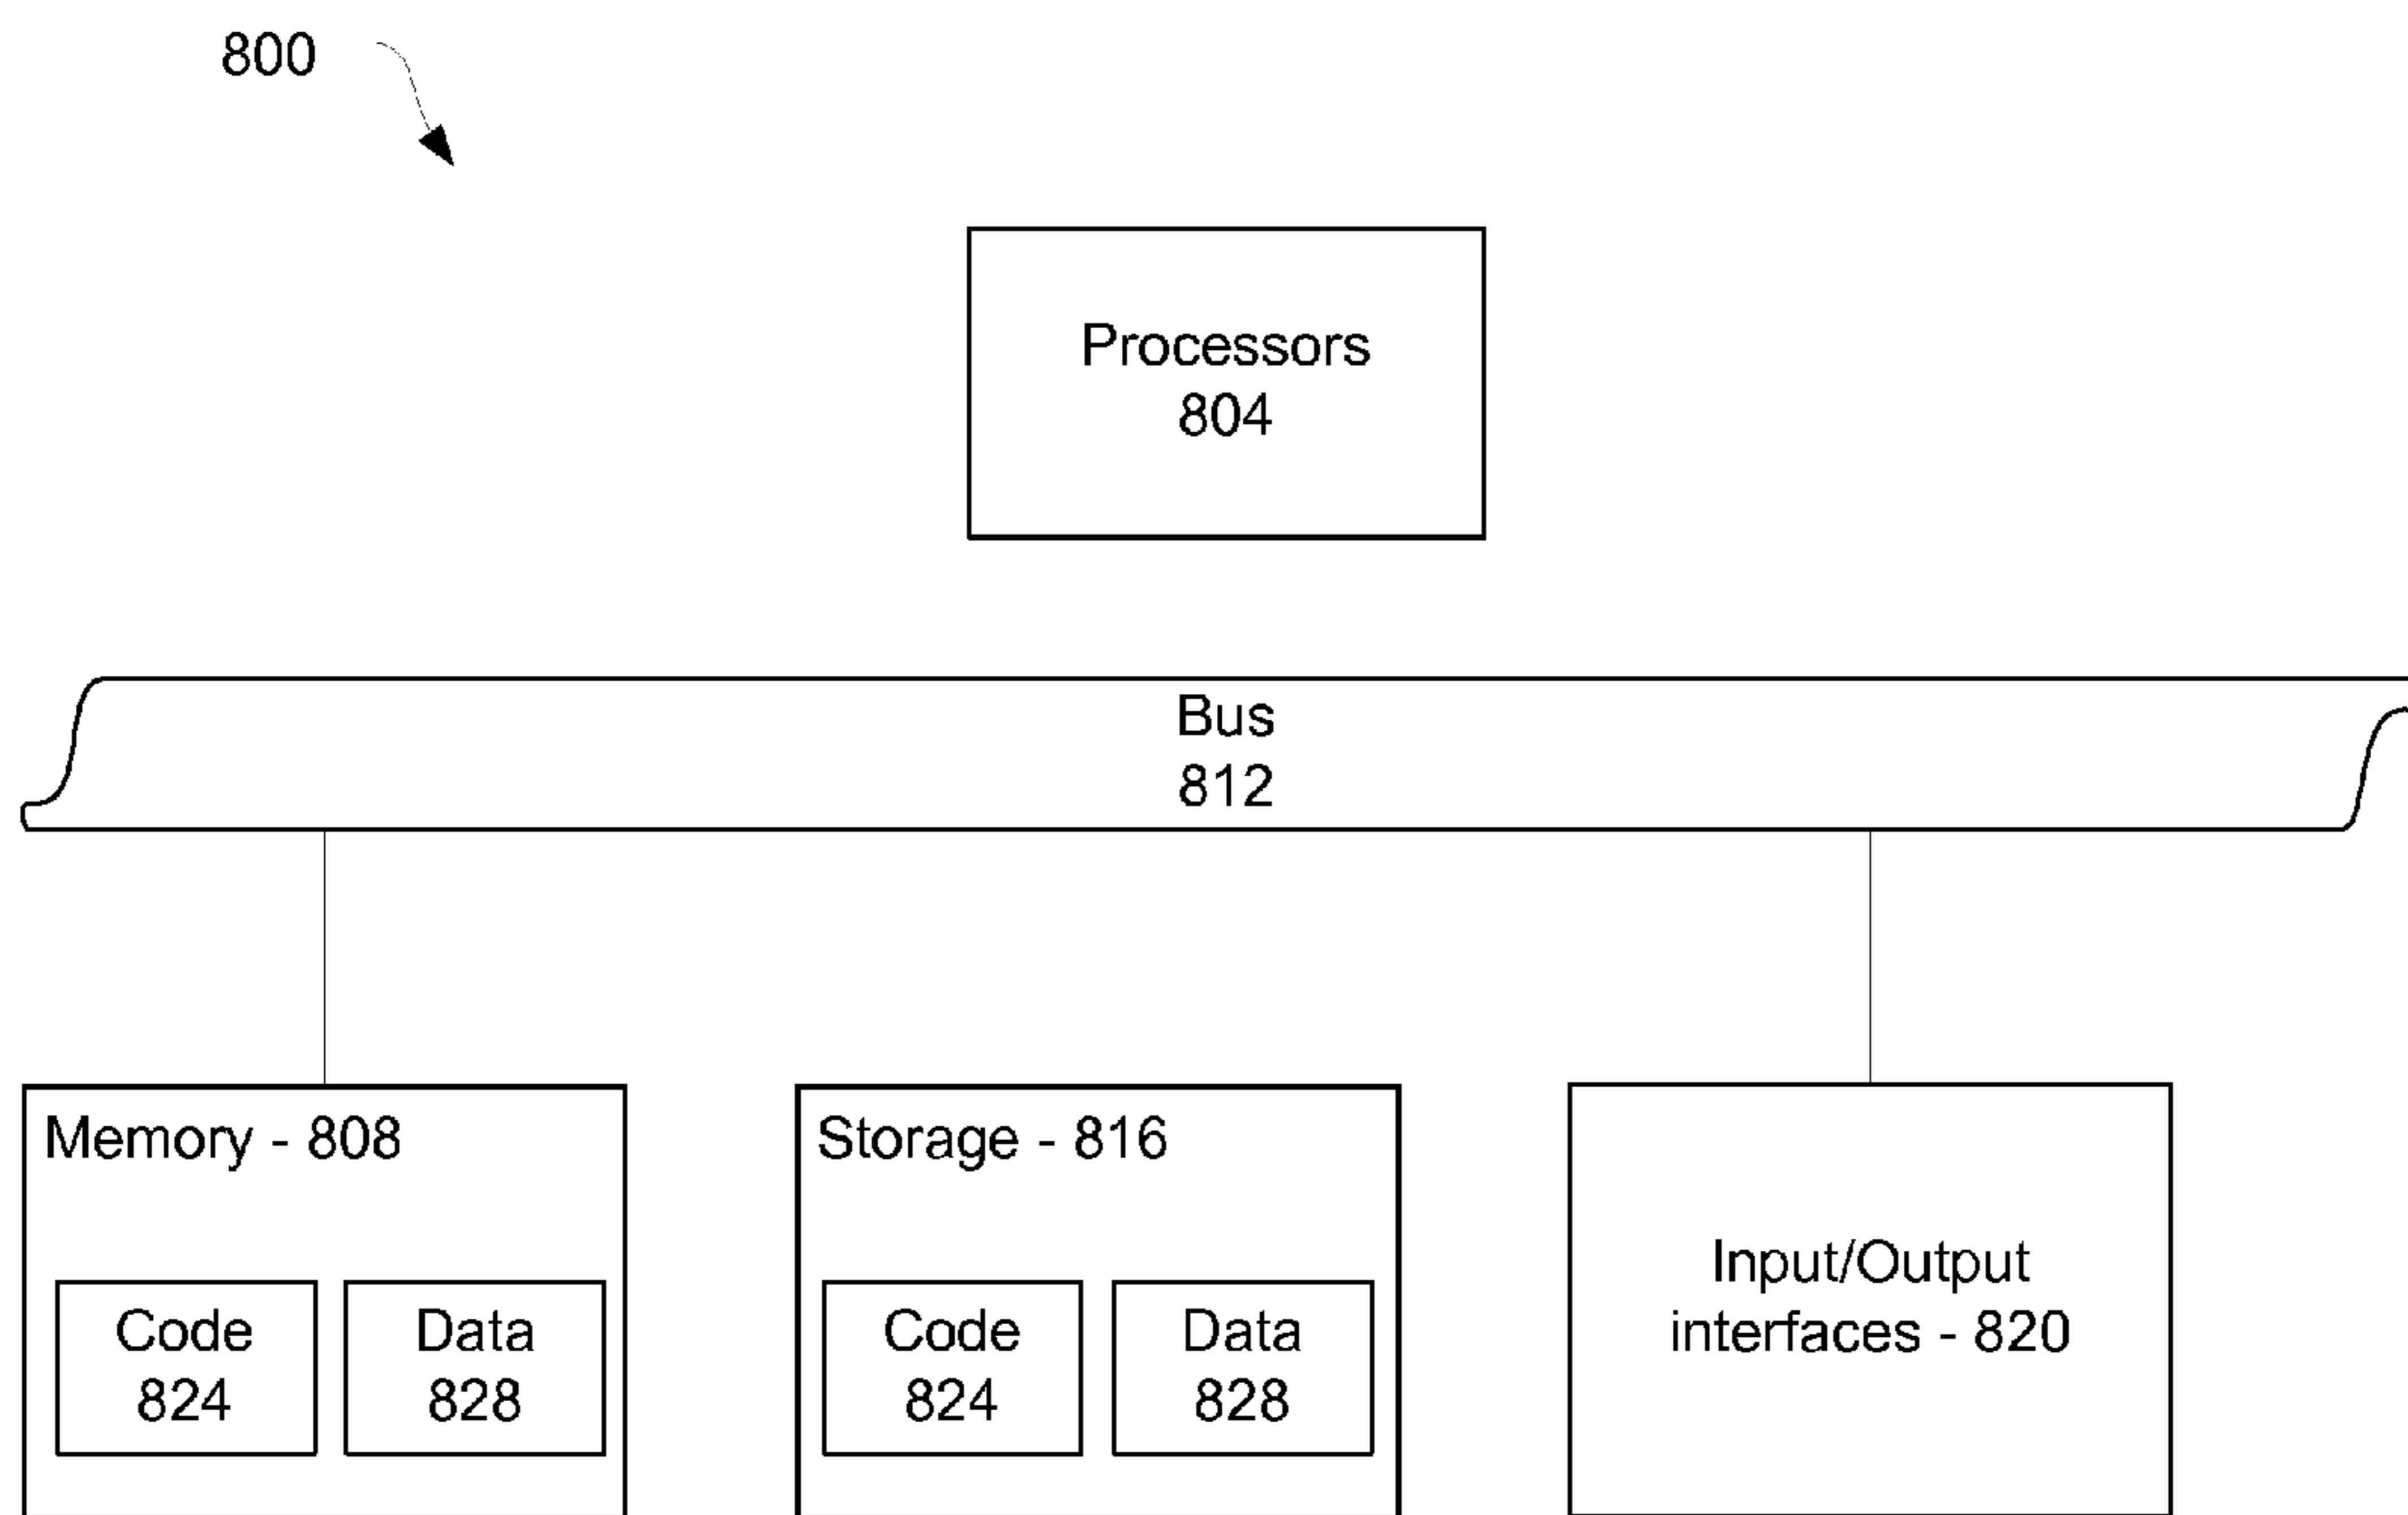 800
Processors
804
Bus
812
Memory - 808
Code
824
Data
828
Storage - 816
Code
824
Data
828
Input/Output
interfaces - 820